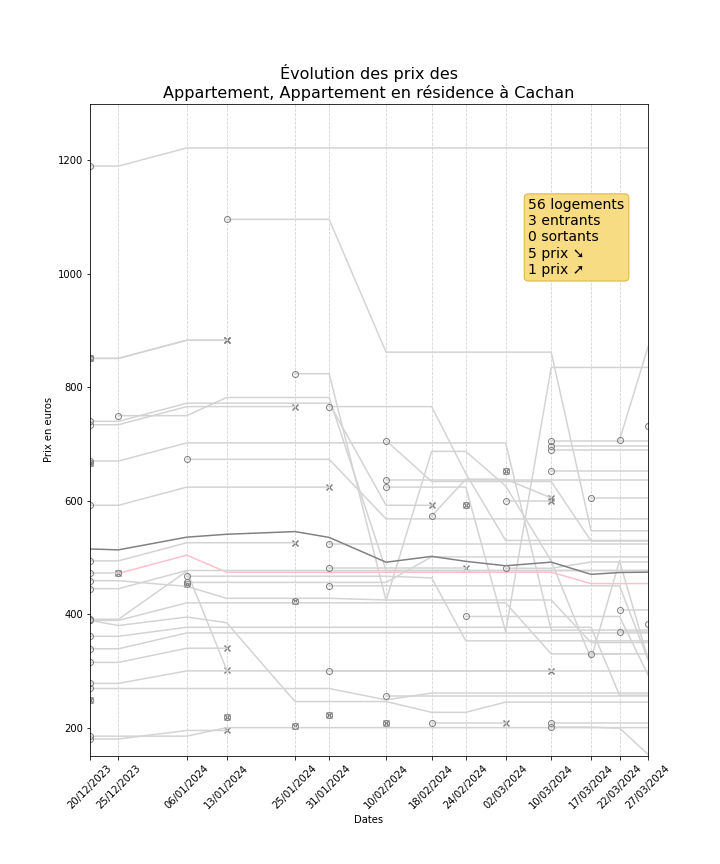 Évolution des prix des
Appartement, Appartement en résidence à Cachan
1200
1000
800
600
400
200
Prix en euros
56 logements
3 entrants
0 sortants
5 prix ➘
1 prix ➚
20/12/2023
25/12/2023
06/01/2024
13/01/2024
25/01/2024
31/01/2024
10/02/2024
18/02/2024
24/02/2024
02/03/2024
10/03/2024
17/03/2024
22/03/2024
27/03/2024
Dates